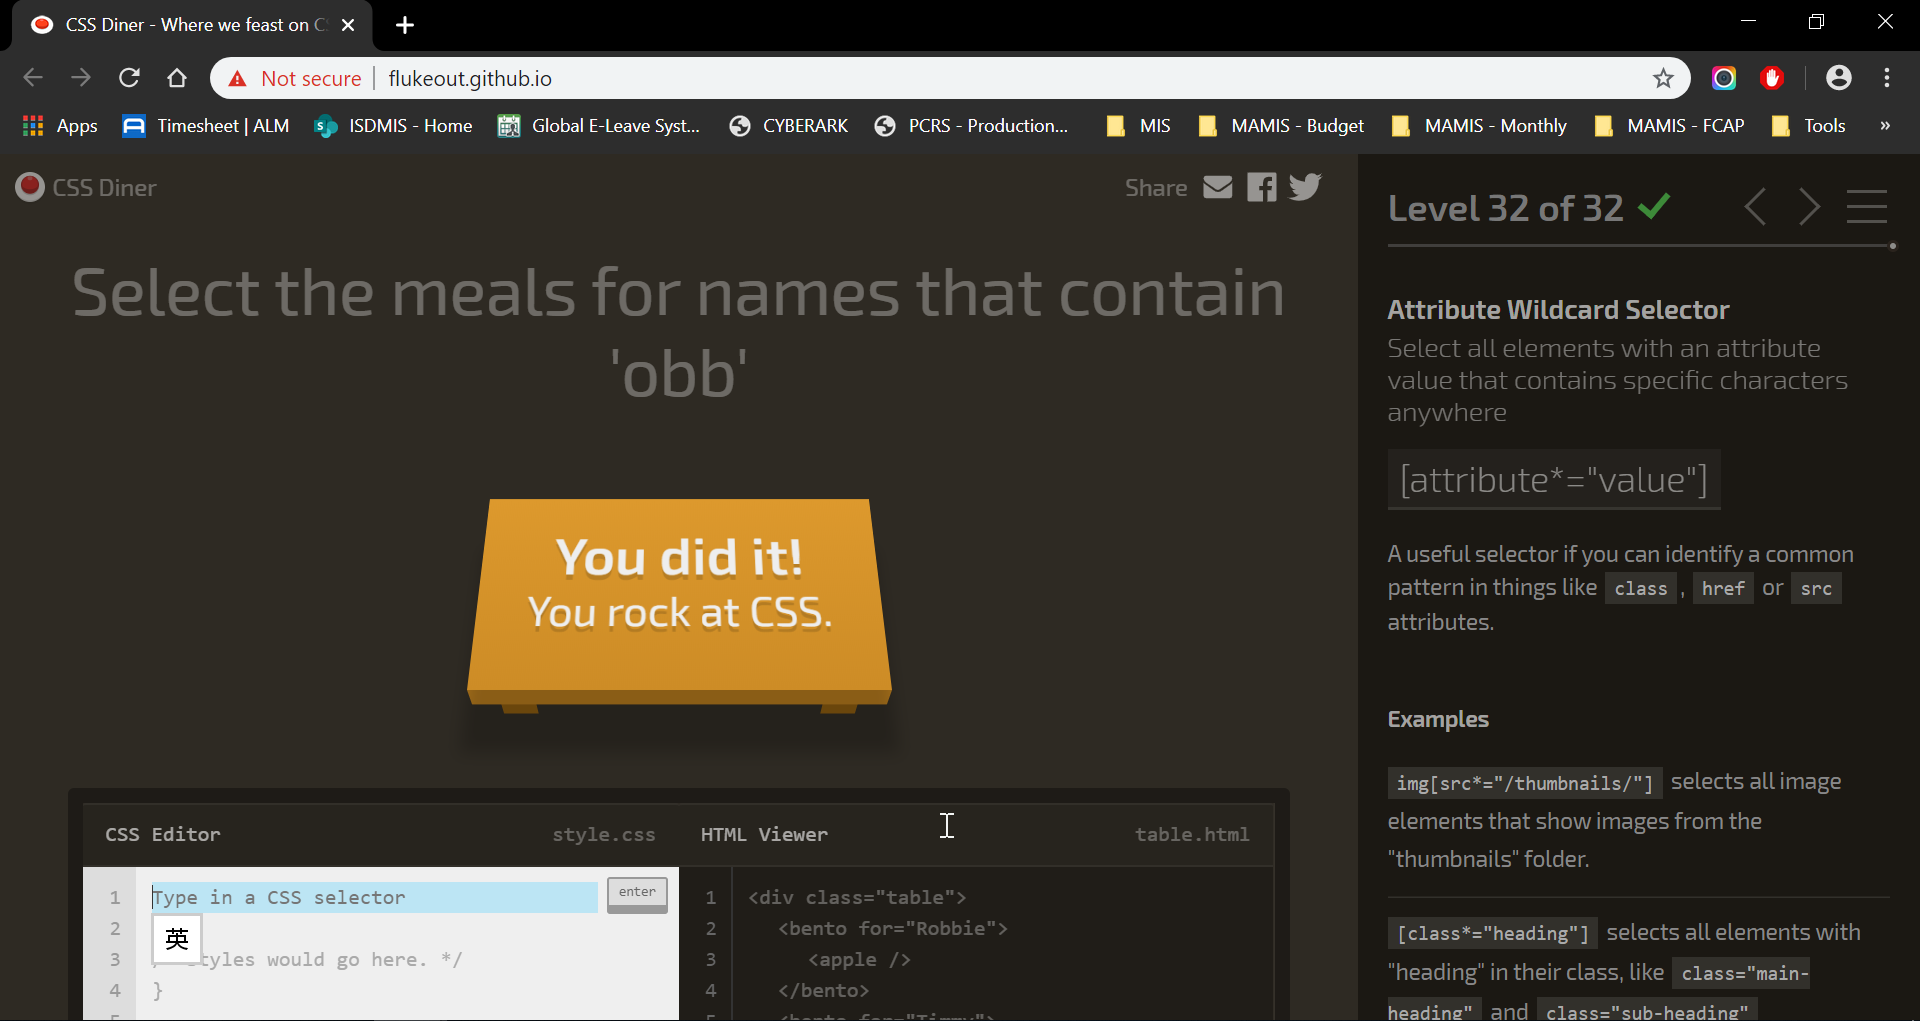 CSS Diner - Where we feast on C
Not secure flukeout.github.io
Apps Timesheet | ALM ISDMIS - Home Global E-Leave Syst... CYBERARK PCRS - Production... MIS MAMIS - Budget MAMIS - Monthly MAMIS - FCAP Tools »
CSS Diner
Share
Select the meals for names that contain
'obb'
You did it!
You rock at CSS.
CSS Editor style.css
1 Type in a CSS selector enter
2
英
3 styles would go here. */
4 }
5
HTML Viewer table.html
1 <div class="table">
2 <bento for="Robbie">
3 <apple />
4 </bento>
5 <bento for="Timmy">
Level 32 of 32
Attribute Wildcard Selector
Select all elements with an attribute
value that contains specific characters
anywhere
[attribute*="value"]
A useful selector if you can identify a common
pattern in things like class , href or src
attributes.
Examples
img[src*="/thumbnails/"] selects all image
elements that show images from the
"thumbnails" folder.
[class*="heading"] selects all elements with
"heading" in their class, like class="main-
heading" and class="sub-heading"